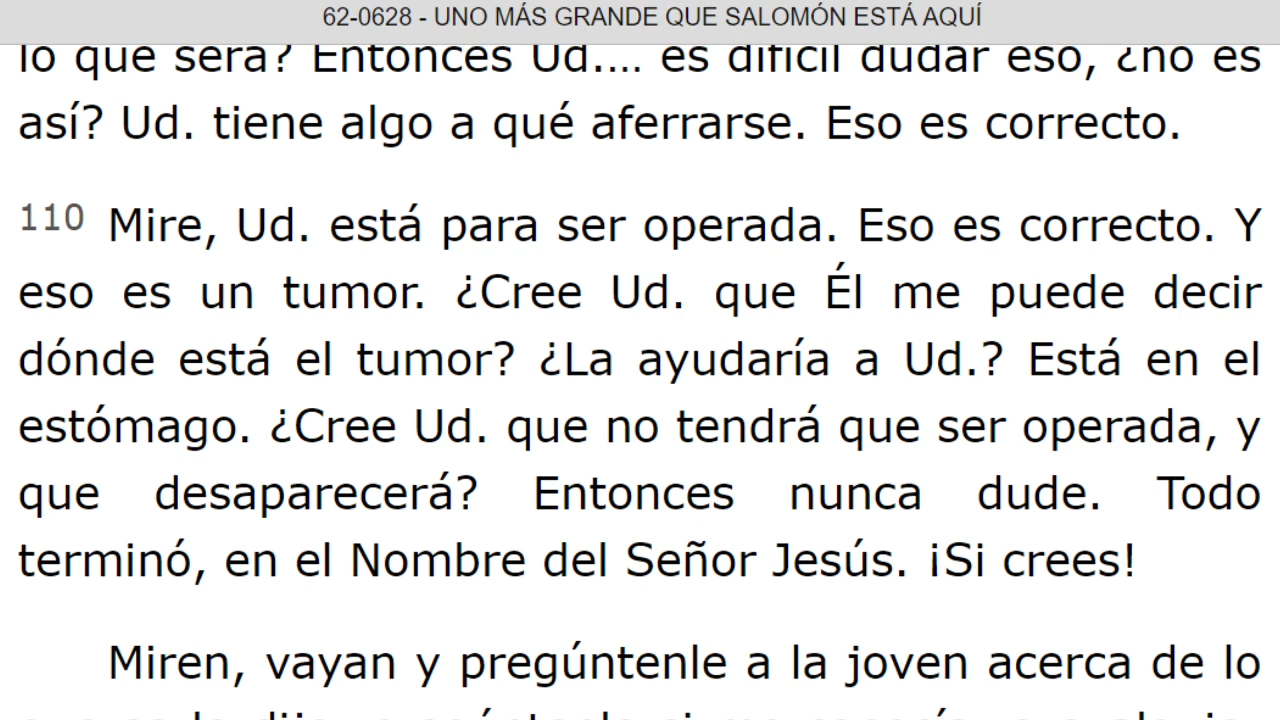 62-0628 - UNO MÁS GRANDE QUE SALOMÓN ESTÁ AQUÍ
lo que será? Entonces Ud.... es difícil dudar eso, ¿no es
así? Ud. tiene algo a qué aferrarse. Eso es correcto.
110 Mire, Ud. está para ser operada. Eso es correcto. Y
eso es un tumor. ¿Cree Ud. que Él me puede decir
dónde está el tumor? ¿La ayudaría a Ud.? Está en el
estómago. ¿Cree Ud. que no tendrá que ser operada, y
que desaparecerá? Entonces nunca dude. Todo
terminó, en el Nombre del Señor Jesús. ¡Si crees!
Miren, vayan y pregúntenle a la joven acerca de lo